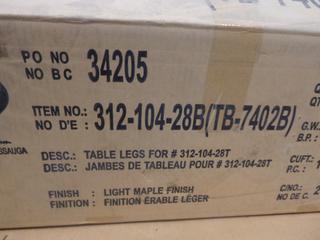 PO NO
NO B C 34205
ITEM NO.:
NO D'E : 312-104-28B(TB-7402B)
DESC.: TABLE LEGS FOR # 312-104-28T
DESC.: JAMBES DE TABLEAU POUR # 312-104-28T
FINISH : LIGHT MAPLE FINISH
FINITION : FINITION ÉRABLE LÉGER
G.W.
B.P. :
CUFT.:
P.C. :
C/NO.: 2
NO DE C.